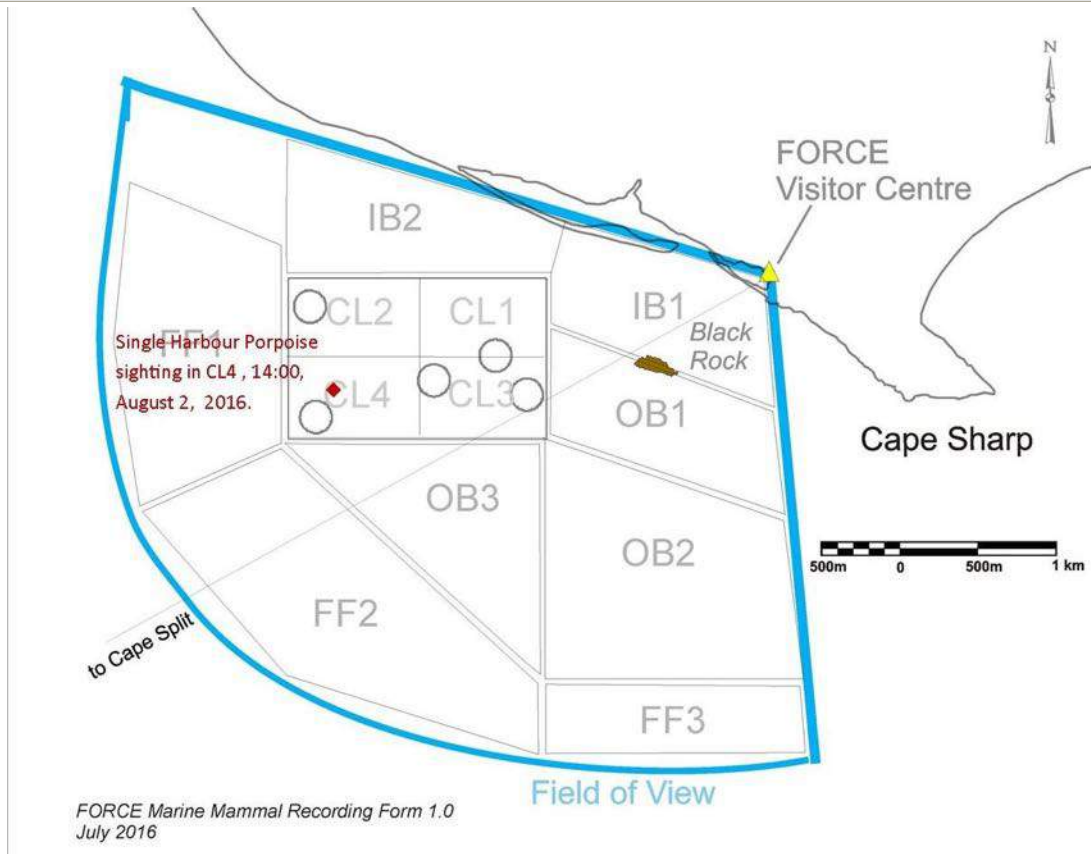 N
FORCE
Visitor Centre
IB2
CL2
CL1
IB1
Black
Rock
FF1
Single Harbour Porpoise
sighting in CL4 , 14:00,
August 2, 2016.
CL4
CL3
OB1
Cape Sharp
OB3
OB2
500m 0 500m 1 km
FF2
to Cape Split
FF3
Field of View
FORCE Marine Mammal Recording Form 1.0
July 2016